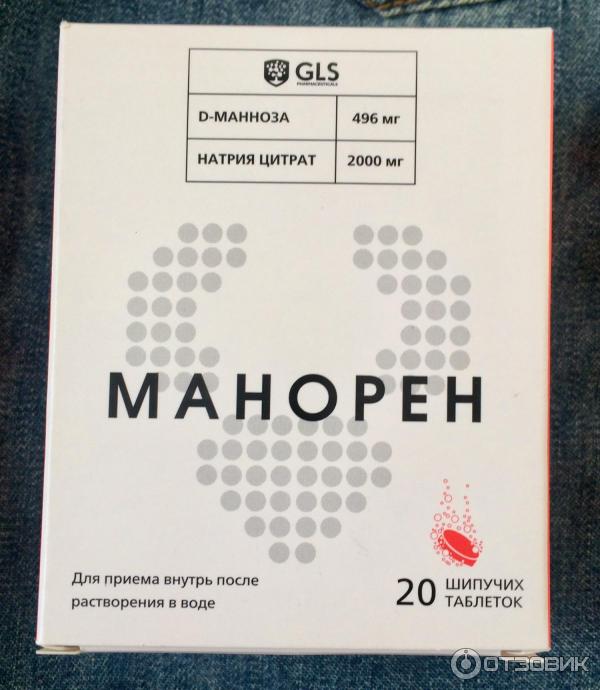 GLS
PHARMACEUTICALS
D-МАННОЗА 496 мг
НАТРИЯ ЦИТРАТ 2000 мг
МАНОРЕН
Для приема внутрь после
растворения в воде
20 ШИПУЧИХ
ТАБЛЕТОК
ОТЗОВИК